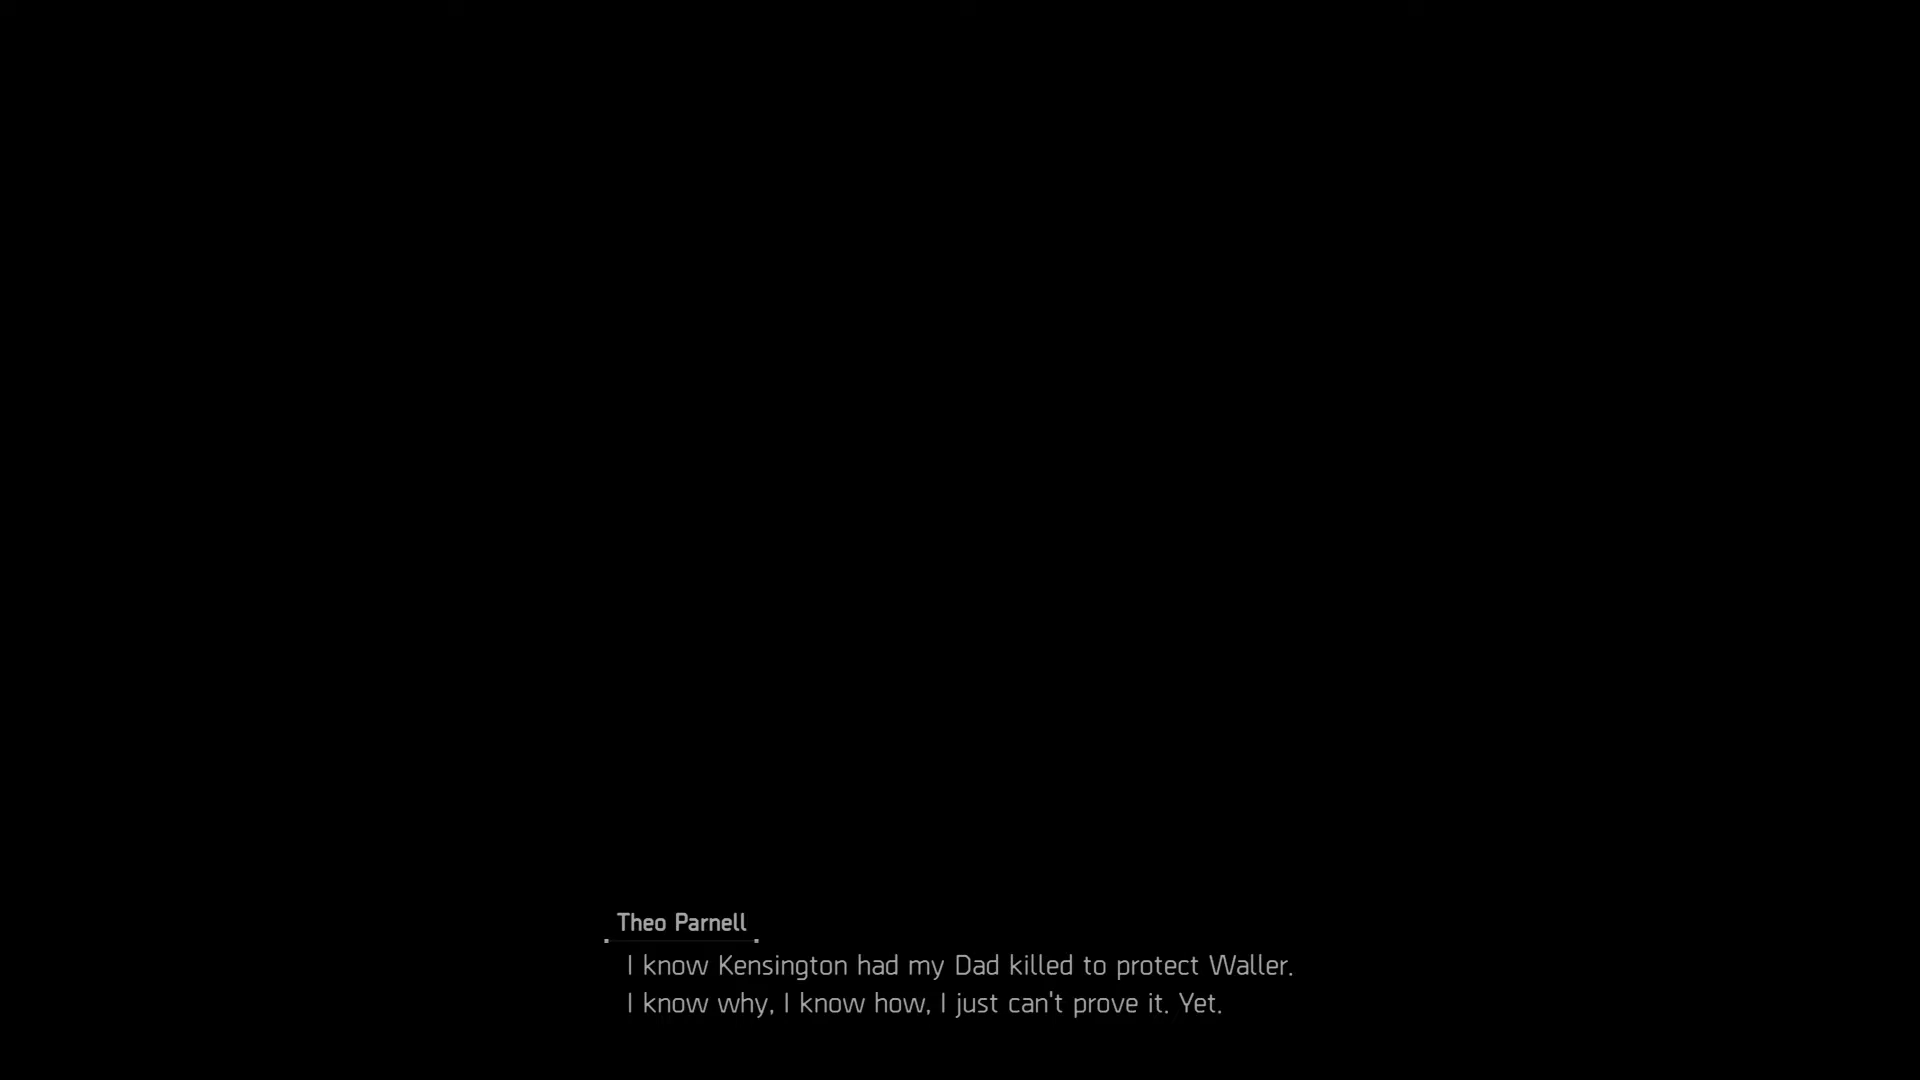 Theo Parnell
I know Kensington had my Dad killed to protect Waller.
I know why, I know how, I just can't prove it. Yet.